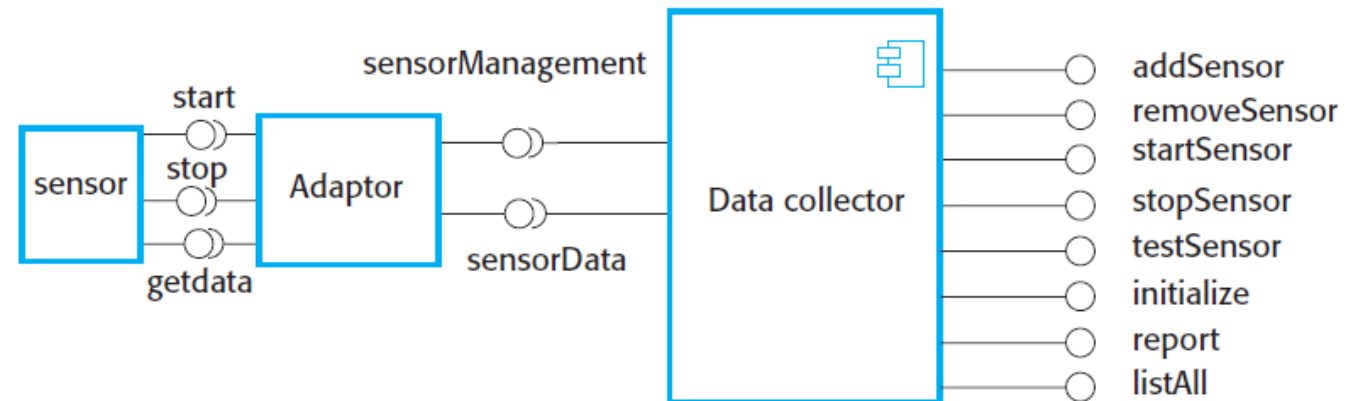 sensorManagement
start
stop
sensor
getdata
Adaptor
sensorData
Data collector
addSensor
removeSensor
startSensor
stopSensor
testSensor
initialize
report
listAll